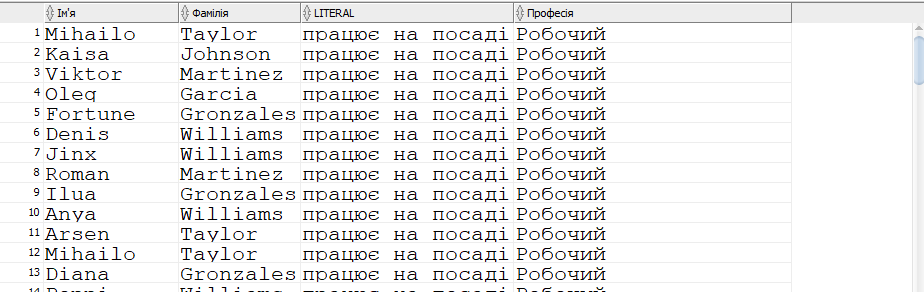 Ім'я Фамілія LITERAL Професія
1 Mihailo Taylor працює на посаді Робочий
2 Kaisa Johnson працює на посаді Робочий
3 Viktor Martinez працює на посаді Робочий
4 Oleg Garcia працює на посаді Робочий
5 Fortune Gronzales працює на посаді Робочий
6 Denis Williams працює на посаді Робочий
7 Jinx Williams працює на посаді Робочий
8 Roman Martinez працює на посаді Робочий
9 Ilua Gronzales працює на посаді Робочий
10 Anya Williams працює на посаді Робочий
11 Arsen Taylor працює на посаді Робочий
12 Mihailo Taylor працює на посаді Робочий
13 Diana Gronzales працює на посаді Робочий